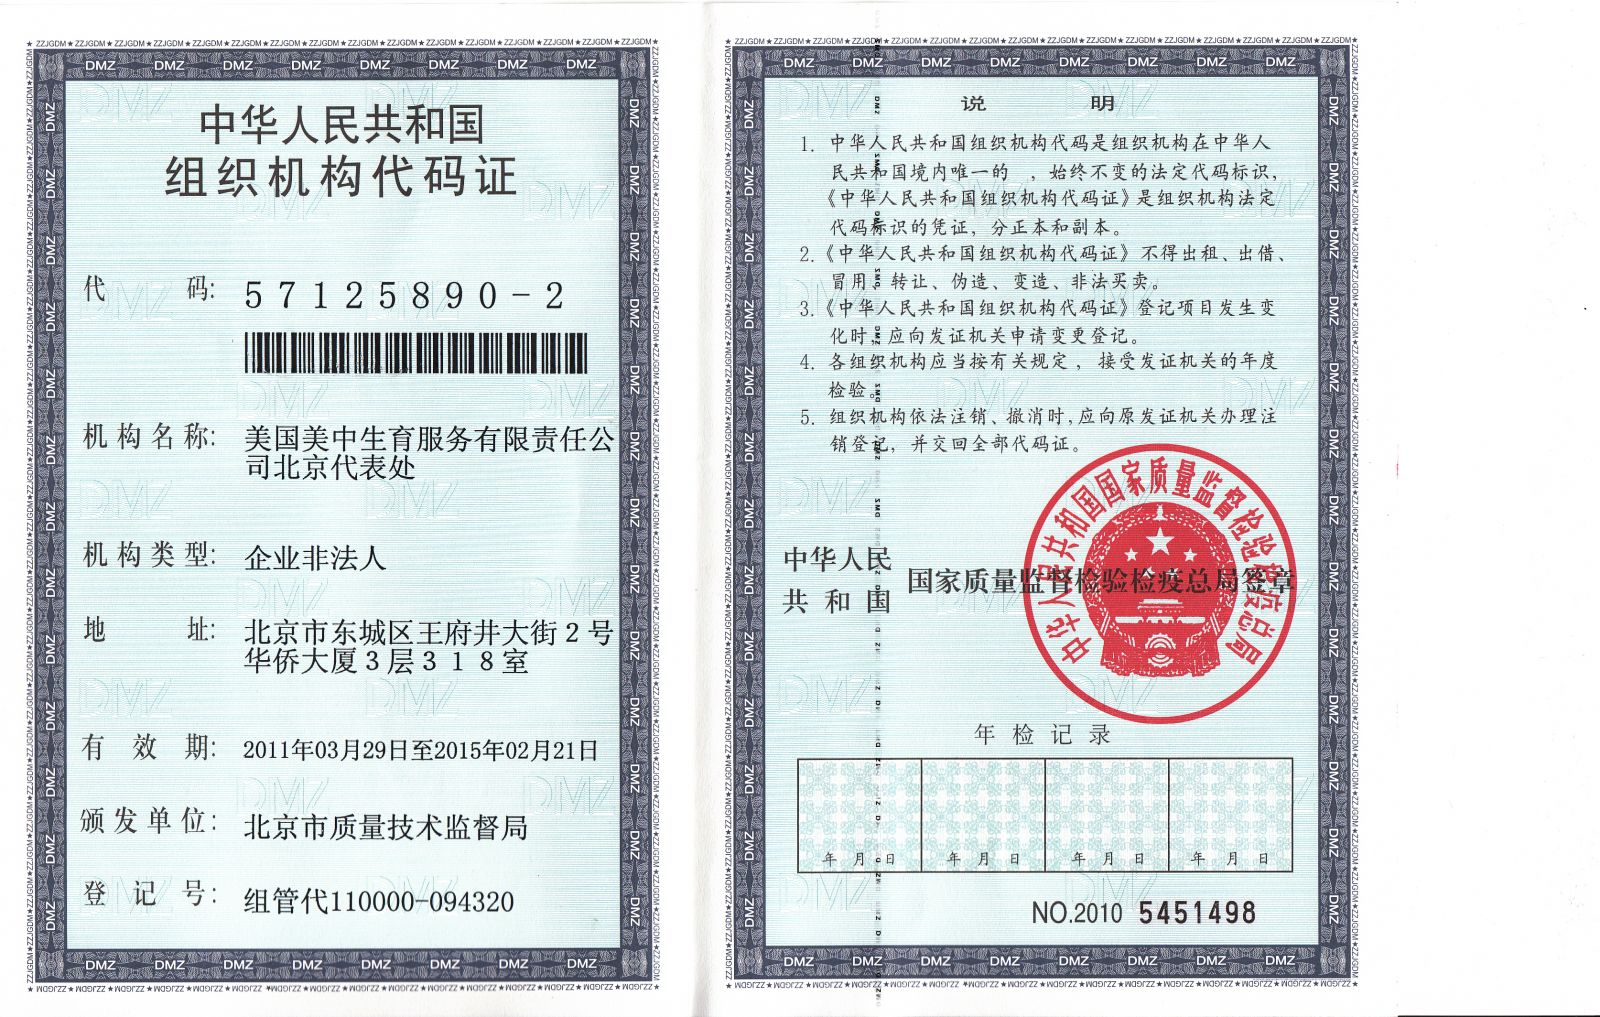 中华人民共和国
组织机构代码证
代 码: 57125890-2
机构名称: 美国美中生育服务有限责任公
司北京代表处
机构类型: 企业非法人
地 址: 北京市东城区王府井大街2号
华侨大厦3层318室
有 效 期: 2011年03月29日至2015年02月21日
颁发单位: 北京市质量技术监督局
登 记 号: 组管代110000-094320
说 明
1. 中华人民共和国组织机构代码是组织机构在中华人
民共和国境内唯一的 ，始终不变的法定代码标识，
《中华人民共和国组织机构代码证》是组织机构法定
代码标识的凭证，分正本和副本。
2.《中华人民共和国组织机构代码证》不得出租、出借、
冒用、转让、伪造、变造、非法买卖。
3.《中华人民共和国组织机构代码证》登记项目发生变
化时，应向发证机关申请变更登记。
4. 各组织机构应当按有关规定，接受发证机关的年度
检验。
5. 组织机构依法注销、撤消时，应向原发证机关办理注
销登记，并交回全部代码证。
中华人民
共和国
国家质量监督检验检疫总局签章
中华人民共和国国家质量监督检验检疫总局
年检记录
年 月 日 年 月 日 年 月 日 年 月 日
NO.2010 5451498